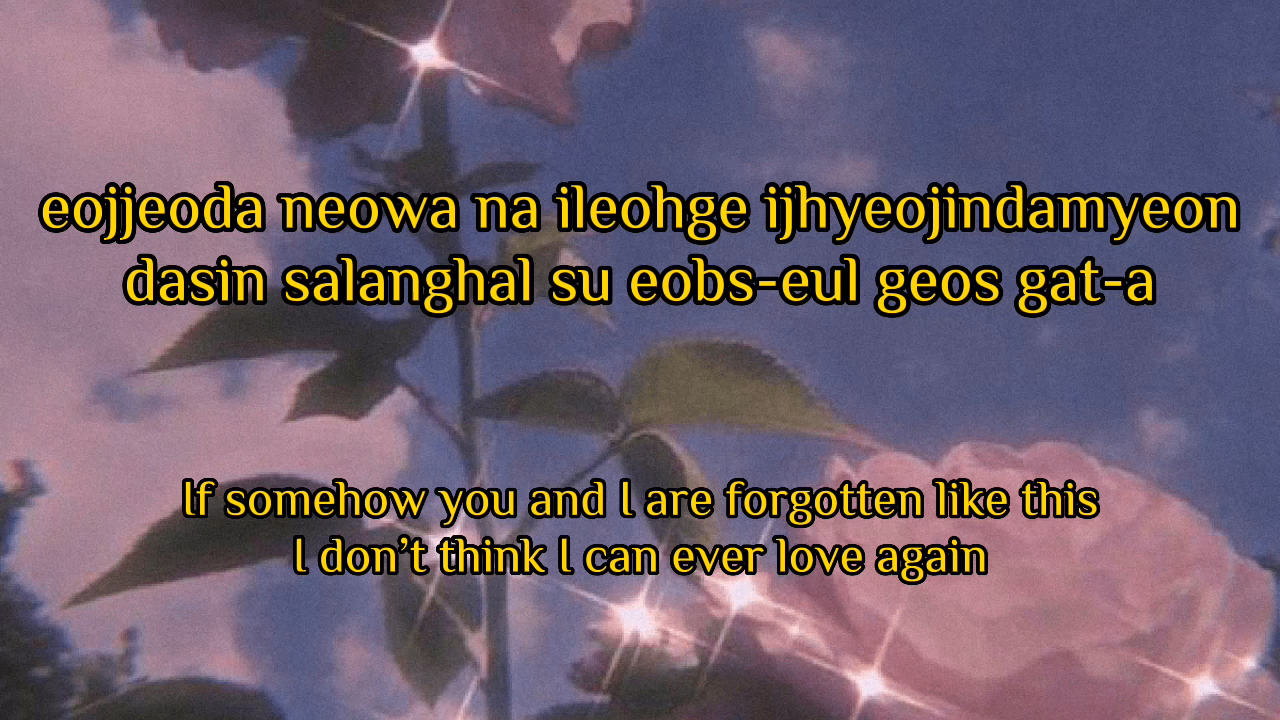 eojjeoda neowa na ileohge ijhyeojindamyeon
dasin salanghal su eobs-eul geos gat-a
If somehow you and I are forgotten like this
I don’t think I can ever love again